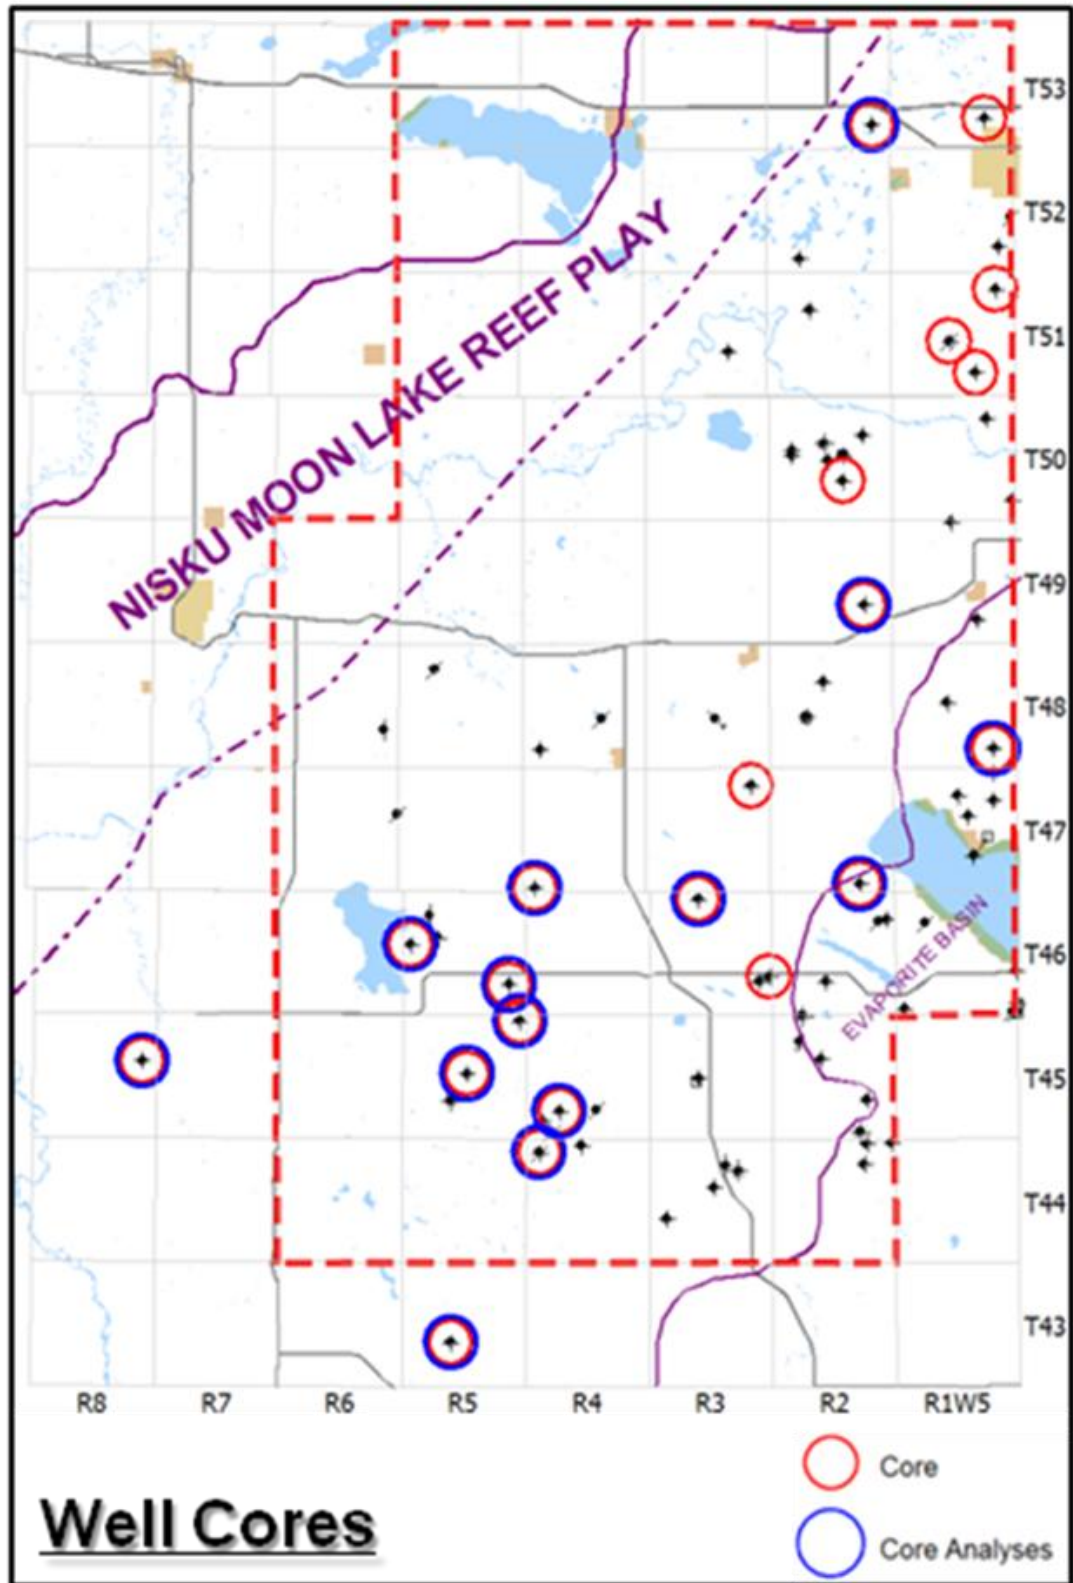 T53
T52
NISKU MOON LAKE REEF PLAY
T51
T50
T49
T48
T47
EVAPORITE BASIN
T46
T45
T44
T43
R8 R7 R6 R5 R4 R3 R2 R1W5
Core
Well Cores
Core Analyses